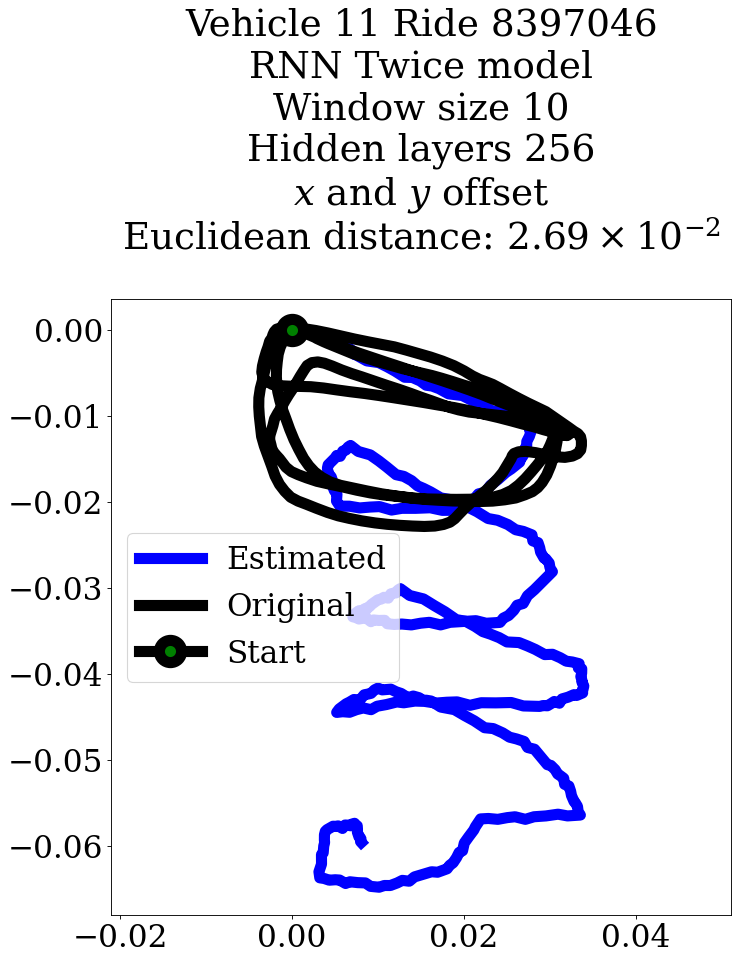 Vehicle 11 Ride 8397046
RNN Twice model
Window size 10
Hidden layers 256
x and y offset
Euclidean distance: 2.69 × 10⁻²
0.00
−0.01
−0.02
−0.03
−0.04
−0.05
−0.06
Estimated
Original
Start
−0.02 0.00 0.02 0.04